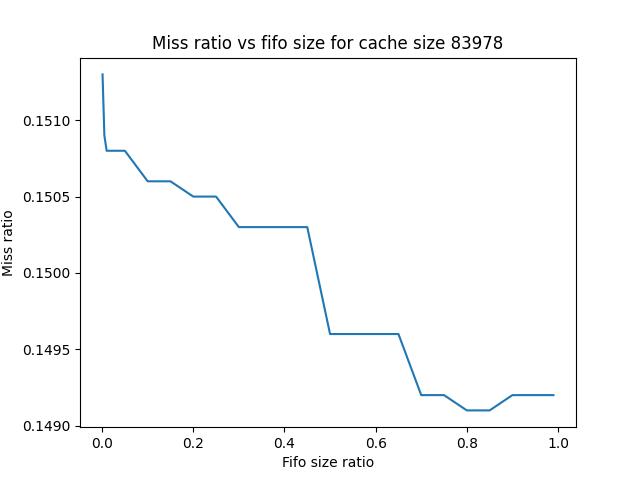 Miss ratio vs fifo size for cache size 83978
0.1510
0.1505
0.1500
0.1495
0.1490
Miss ratio
0.0 0.2 0.4 0.6 0.8 1.0
Fifo size ratio